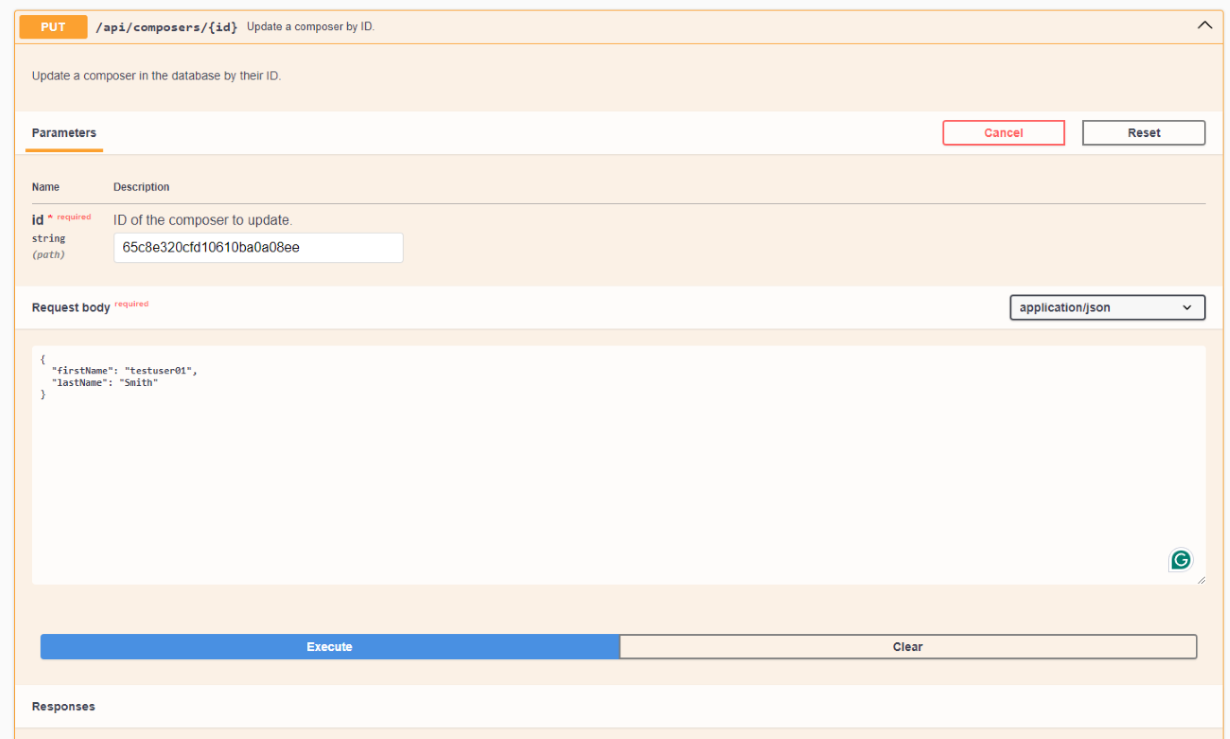 PUT /api/composers/{id} Update a composer by ID.
Update a composer in the database by their ID.
Parameters Cancel Reset
Name Description
id * required ID of the composer to update.
string
(path) 65c8e320cfd10610ba0a08ee
Request body required application/json
{
  "firstName": "testuser01",
  "lastName": "Smith"
}
Execute Clear
Responses